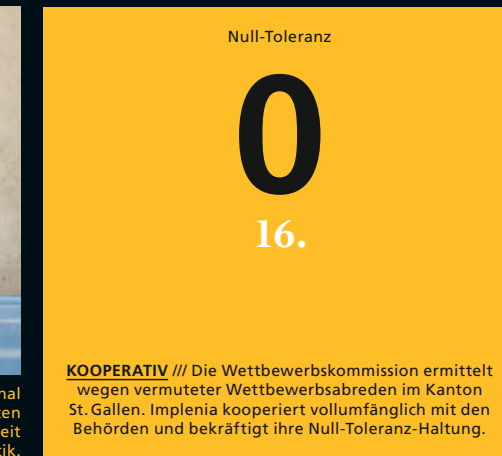 Null-Toleranz
0
16.
KOOPERATIV /// Die Wettbewerbskommission ermittelt
wegen vermuteter Wettbewerbsabreden im Kanton
St. Gallen. Implenia kooperiert vollumfänglich mit den
Behörden und bekräftigt ihre Null-Toleranz-Haltung.